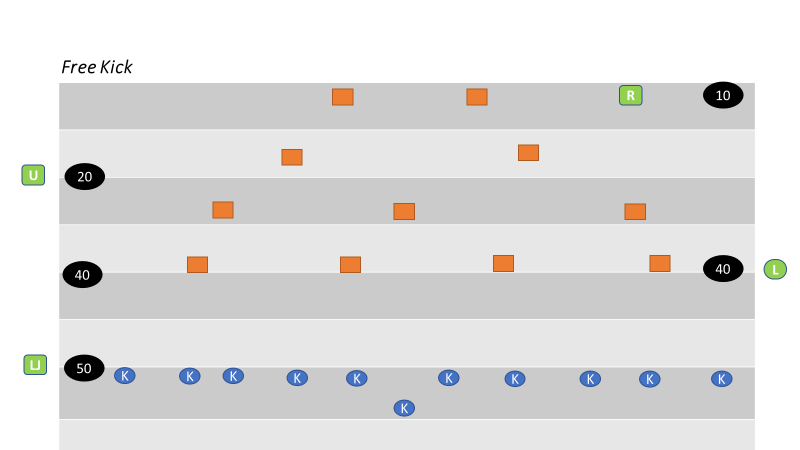 Free Kick
R 10
U 20
40 40 L
LJ 50
K K K K K K K K K K
K